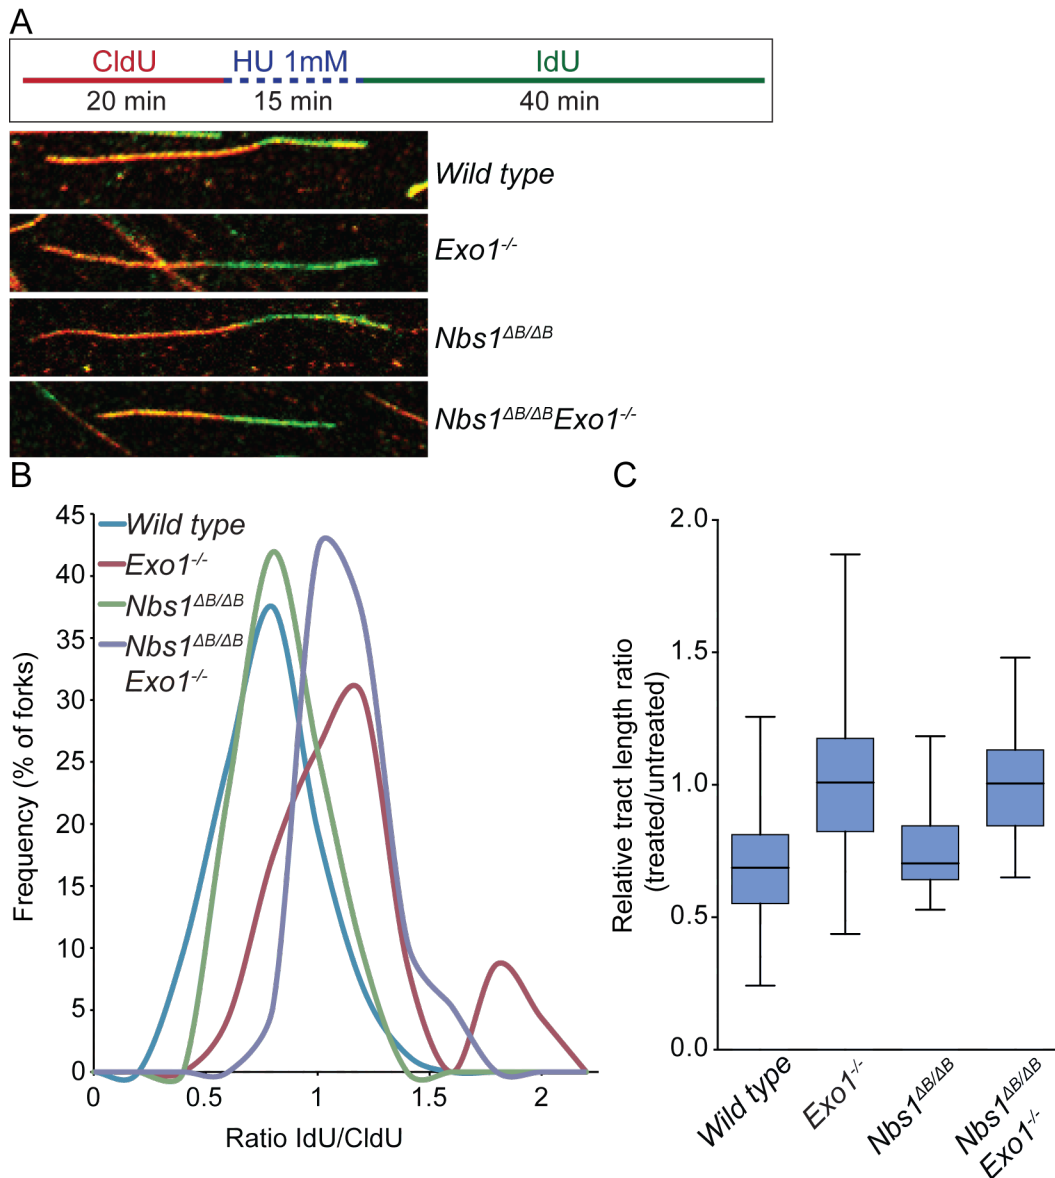 A
CldU HU 1mM IdU
20 min 15 min 40 min
Wild type
Exo1-/-
Nbs1ΔB/ΔB
Nbs1ΔB/ΔBExo1-/-
B
45
40
35
30
25
20
15
10
5
0
Frequency (% of forks)
Wild type
Exo1-/-
Nbs1ΔB/ΔB
Nbs1ΔB/ΔB
Exo1-/-
0 0.5 1 1.5 2
Ratio IdU/CldU
C
2.0
1.5
1.0
0.5
0.0
Relative tract length ratio
(treated/untreated)
Wild type
Exo1-/-
Nbs1ΔB/ΔB
Nbs1ΔB/ΔB
Exo1-/-